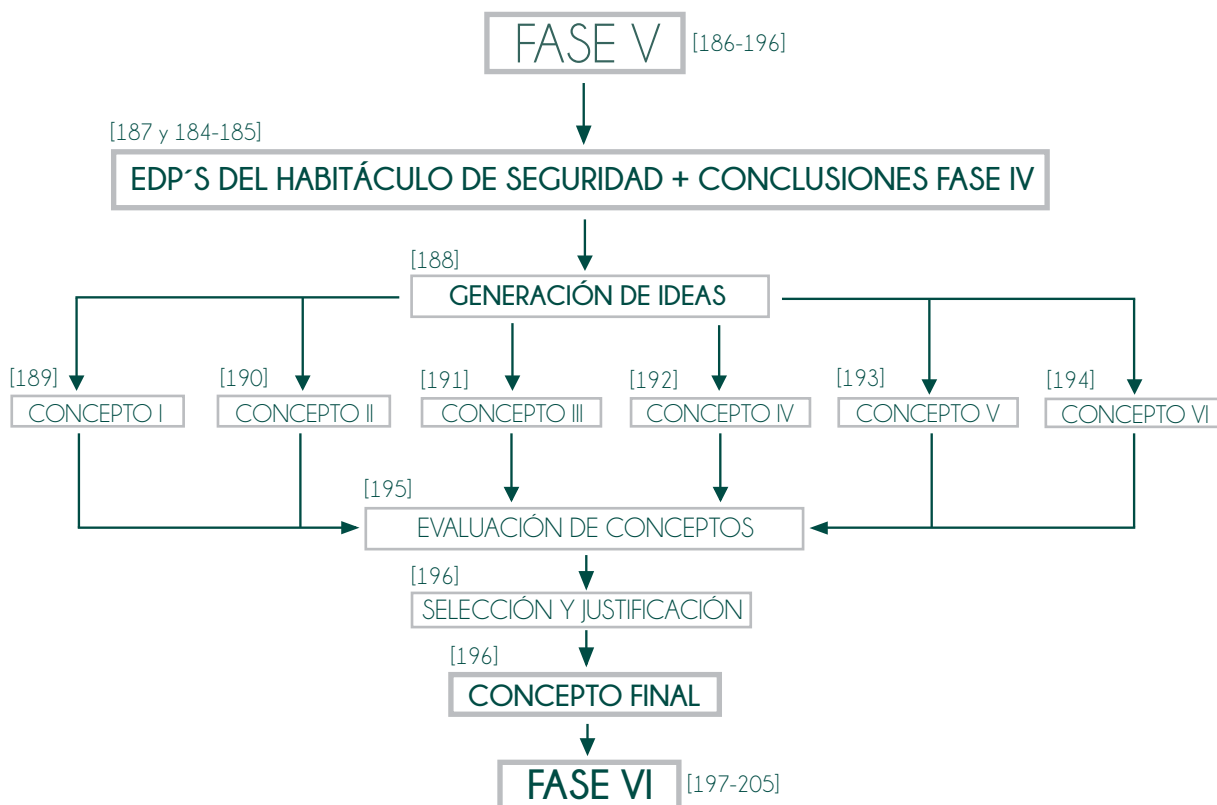 FASE V [186-196]
[187 y 184-185]
EDP´S DEL HABITÁCULO DE SEGURIDAD + CONCLUSIONES FASE IV
[188]
GENERACIÓN DE IDEAS
[189] [190] [191] [192] [193] [194]
CONCEPTO I CONCEPTO II CONCEPTO III CONCEPTO IV CONCEPTO V CONCEPTO VI
[195]
EVALUACIÓN DE CONCEPTOS
[196]
SELECCIÓN Y JUSTIFICACIÓN
[196]
CONCEPTO FINAL
FASE VI [197-205]